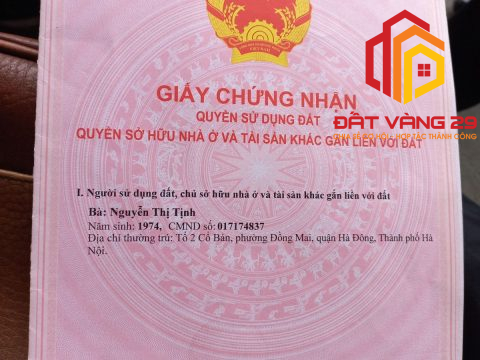 ĐẤT VÀNG 29
GIẤY CHỨNG NHẬN
QUYỀN SỬ DỤNG ĐẤT
QUYỀN SỞ HỮU NHÀ Ở VÀ TÀI SẢN KHÁC GẮN LIỀN VỚI ĐẤT
I. Người sử dụng đất, chủ sở hữu nhà ở và tài sản khác gắn liền với đất
Bà: Nguyễn Thị Tịnh
Năm sinh: 1974, CMND số: 017174837
Địa chỉ thường trú: Tổ 2 Cổ Bản, phường Đồng Mai, quận Hà Đông, Thành phố Hà
Nội.